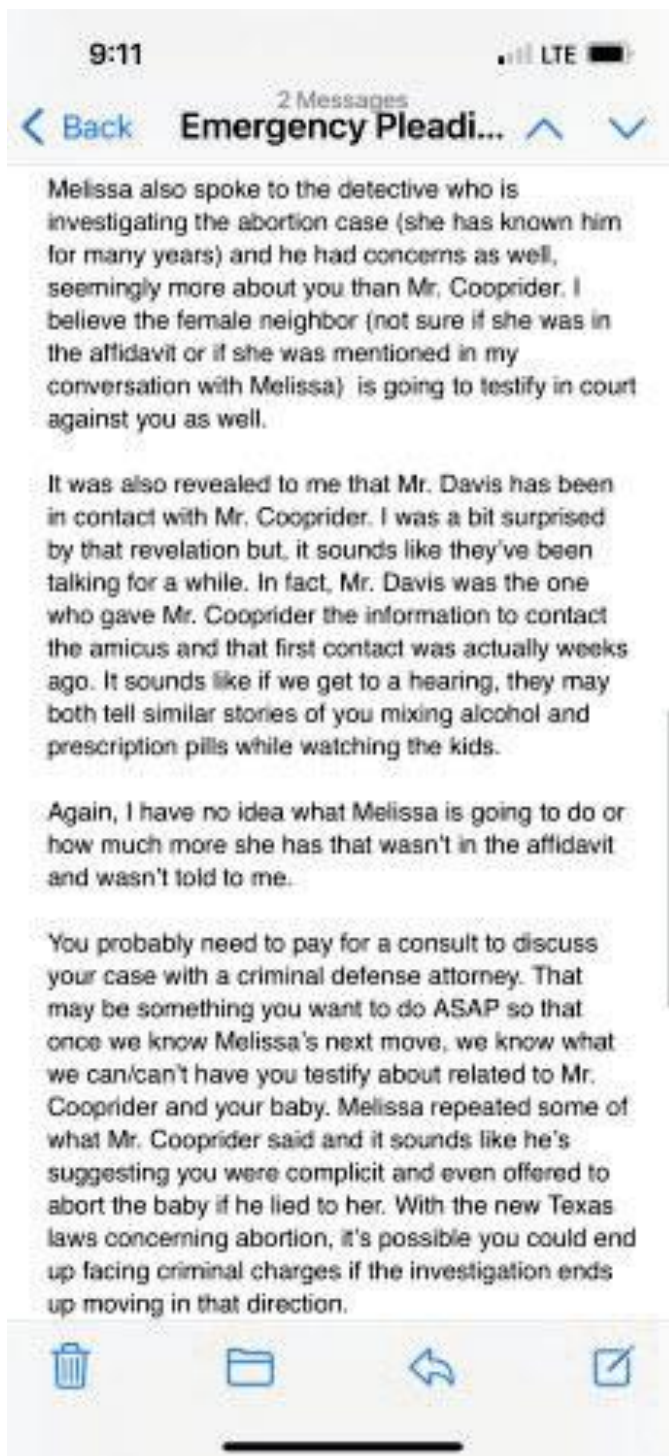 9:11
LTE
2 Messages
Back
Emergency Pleadi...
Melissa also spoke to the detective who is
investigating the abortion case (she has known him
for many years) and he had concerns as well,
seemingly more about you than Mr. Cooprider. I
believe the female neighbor (not sure if she was in
the affidavit or if she was mentioned in my
conversation with Melissa)  is going to testify in court
against you as well.
It was also revealed to me that Mr. Davis has been
in contact with Mr. Cooprider. I was a bit surprised
by that revelation but, it sounds like they've been
talking for a while. In fact, Mr. Davis was the one
who gave Mr. Cooprider the information to contact
the amicus and that first contact was actually weeks
ago. It sounds like if we get to a hearing, they may
both tell similar stories of you mixing alcohol and
prescription pills while watching the kids.
Again, I have no idea what Melissa is going to do or
how much more she has that wasn't in the affidavit
and wasn't told to me.
You probably need to pay for a consult to discuss
your case with a criminal defense attorney. That
may be something you want to do ASAP so that
once we know Melissa's next move, we know what
we can/can't have you testify about related to Mr.
Cooprider and your baby. Melissa repeated some of
what Mr. Cooprider said and it sounds like he's
suggesting you were complicit and even offered to
abort the baby if he lied to her. With the new Texas
laws concerning abortion, it's possible you could end
up facing criminal charges if the investigation ends
up moving in that direction.